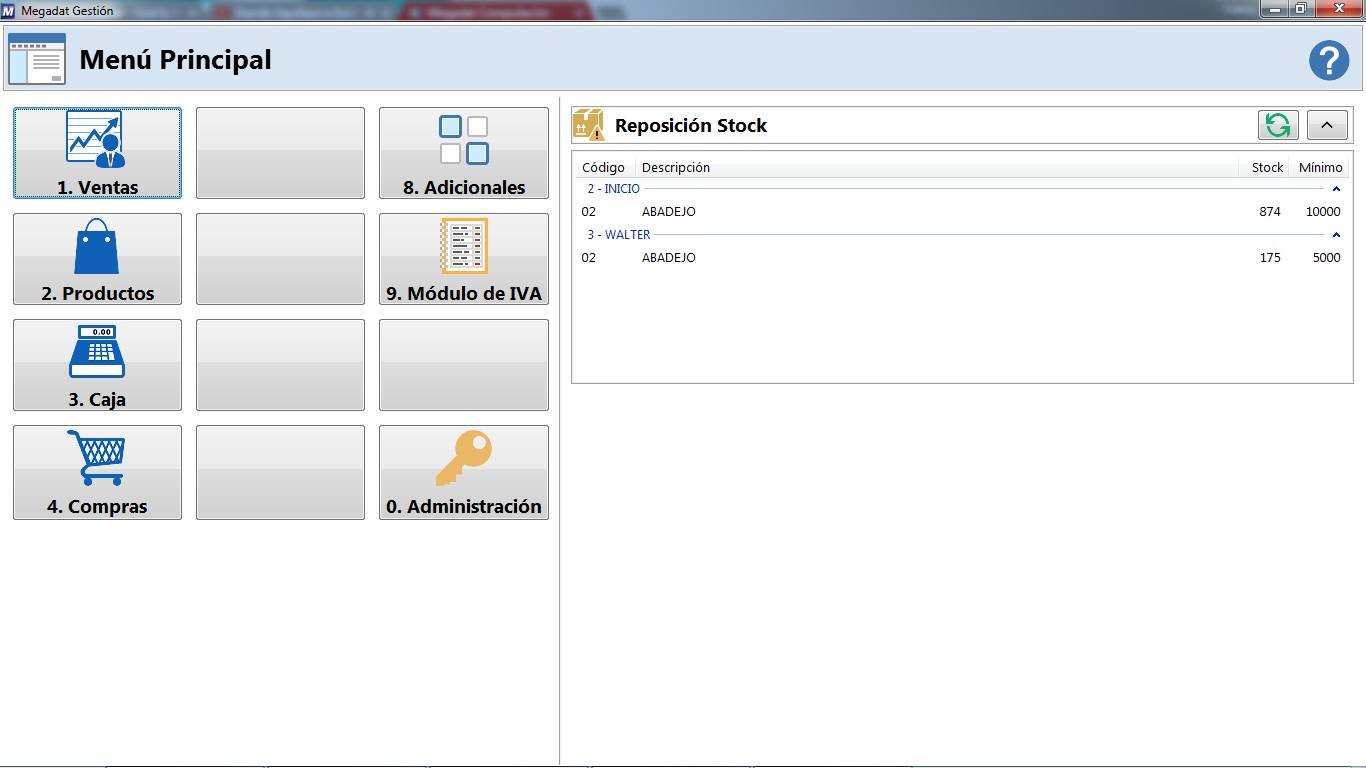 M Megadat Gestión
Menú Principal
?
1. Ventas
8. Adicionales
2. Productos
9. Módulo de IVA
0.00
3. Caja
4. Compras
0. Administración
Reposición Stock
Código Descripción Stock Mínimo
2 - INICIO
02 ABADEJO 874 10000
3 - WALTER
02 ABADEJO 175 5000